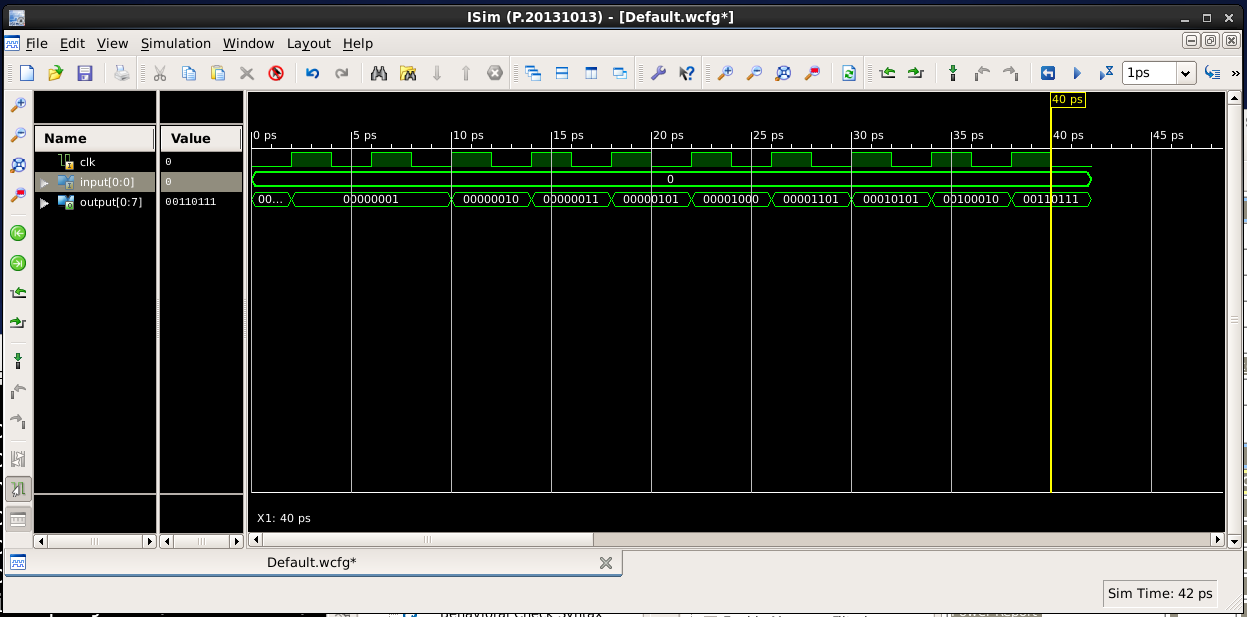 ISim (P.20131013) - [Default.wcfg*]
File Edit View Simulation Window Layout Help
1ps »
40 ps
Name Value
0 ps 5 ps 10 ps 15 ps 20 ps 25 ps 30 ps 35 ps 40 ps 45 ps
clk 0
input[0:0] 0 0
output[0:7] 00110111 00... 00000001 00000010 00000011 00000101 00001000 00001101 00010101 00100010 00110111
X1: 40 ps
Default.wcfg*
Sim Time: 42 ps
Behavioral Check Syntax